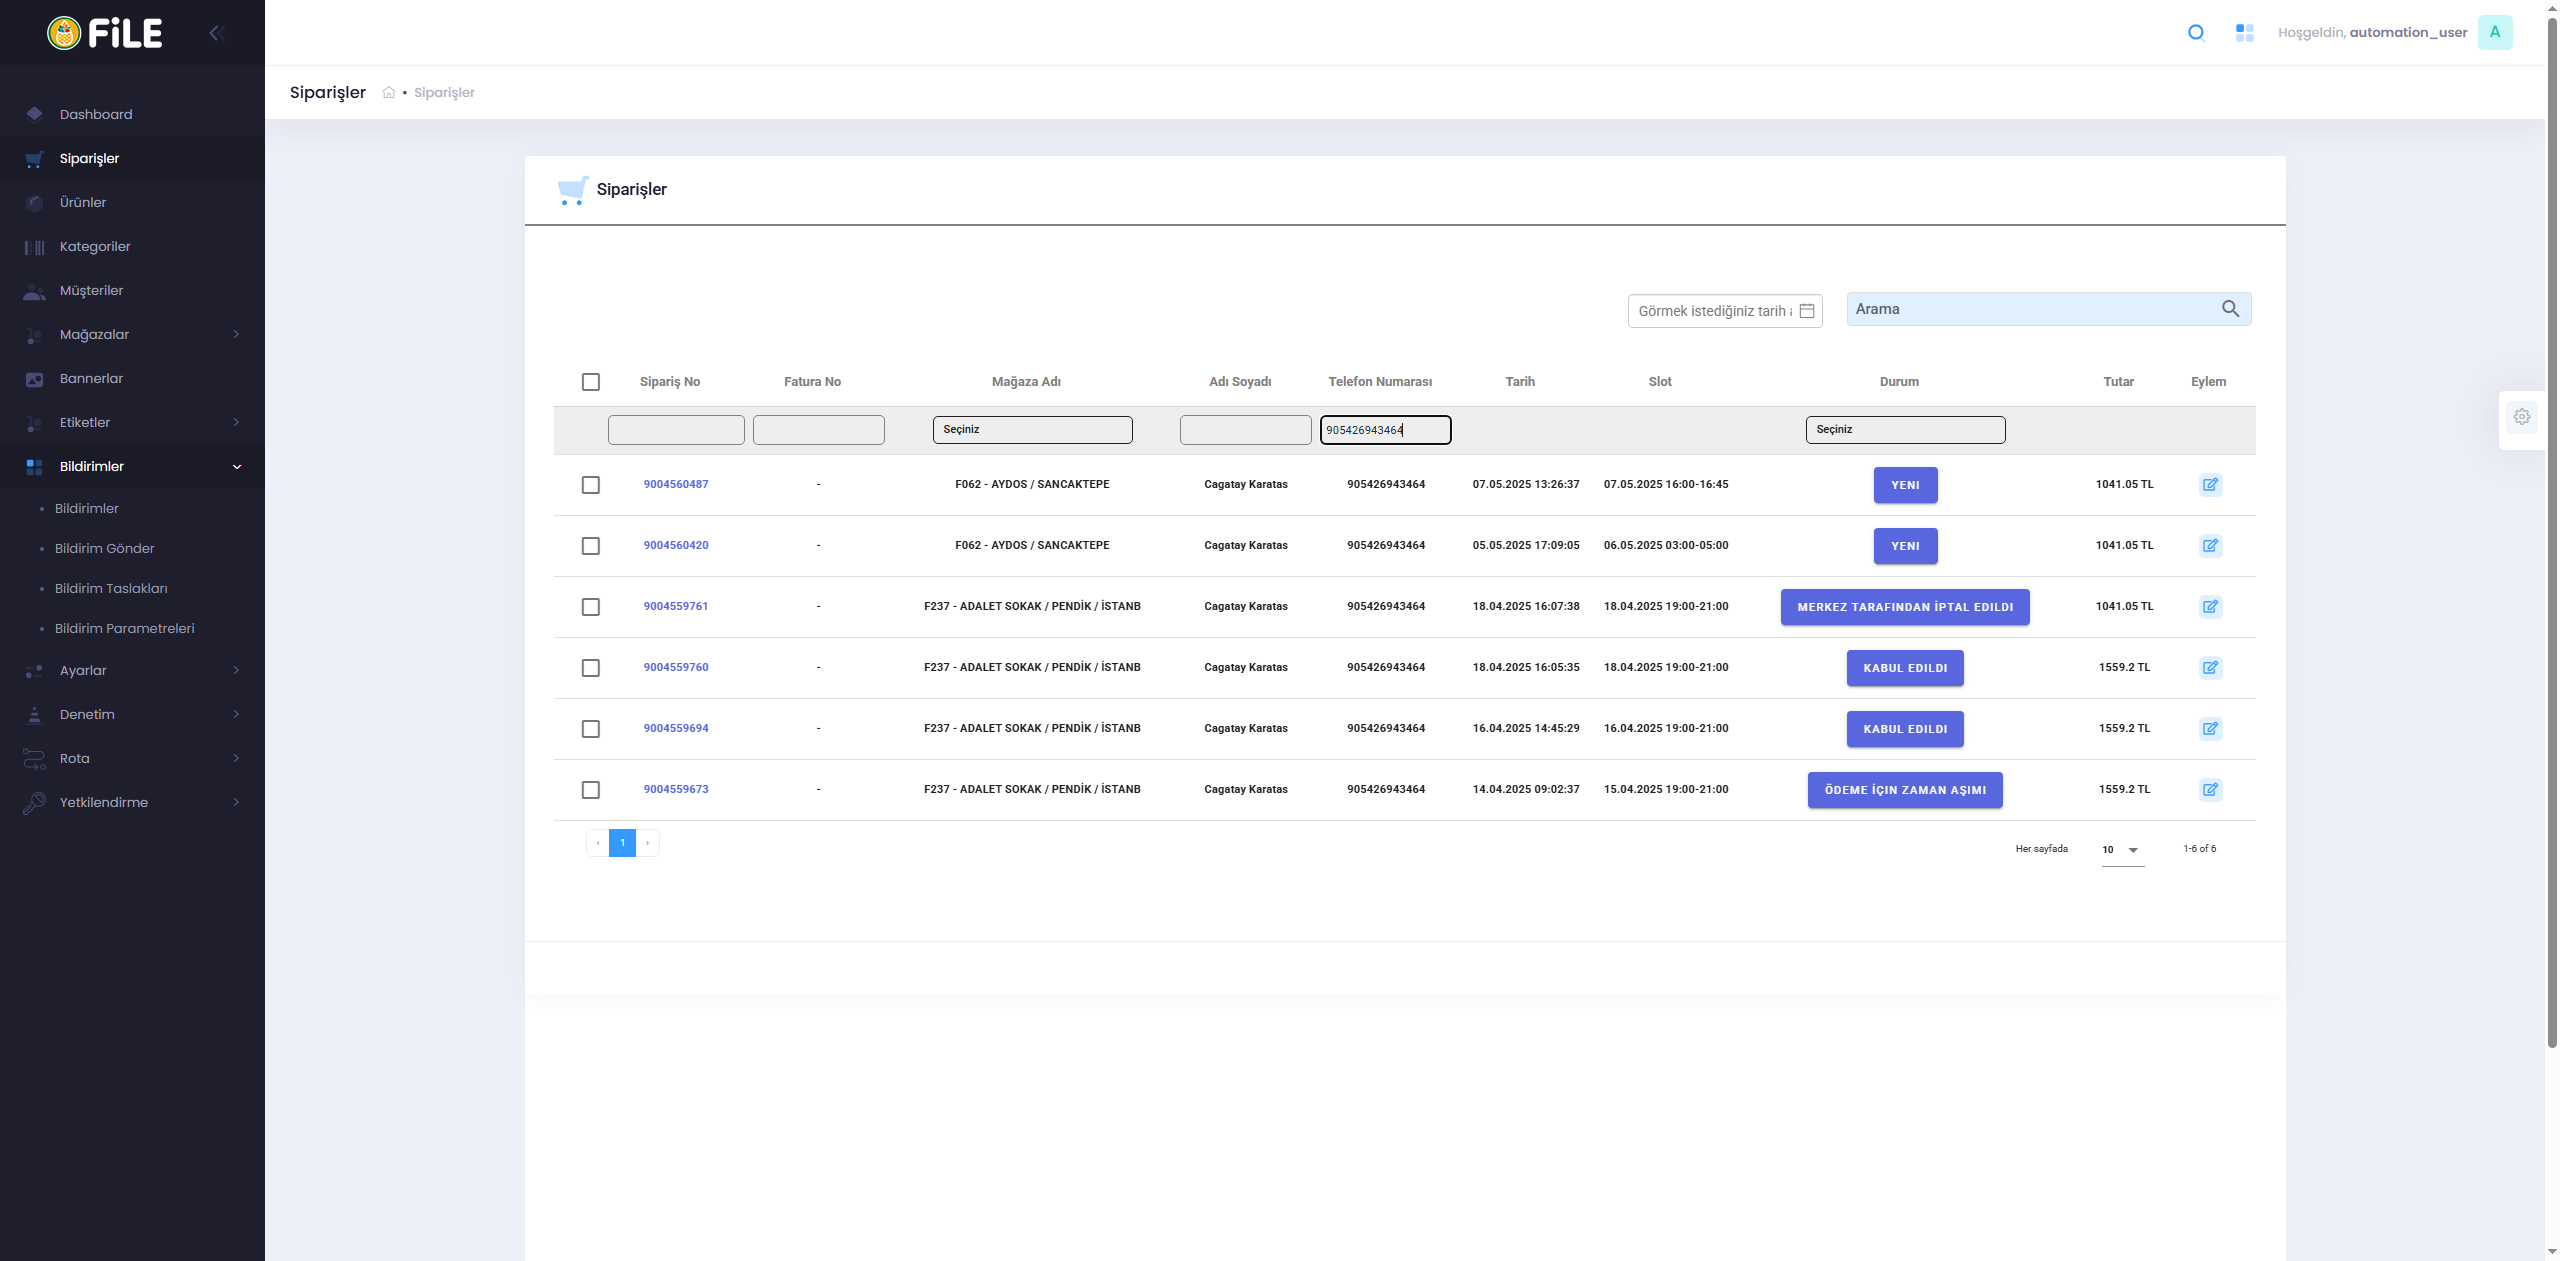 FiLE
Hoşgeldin, automation_user A
Siparişler • Siparişler
Dashboard
Siparişler
Ürünler
Kategoriler
Müşteriler
Mağazalar
Bannerlar
Etiketler
Bildirimler
• Bildirimler
• Bildirim Gönder
• Bildirim Taslakları
• Bildirim Parametreleri
Ayarlar
Denetim
Rota
Yetkilendirme
Siparişler
Görmek istediğiniz tarih
Arama
Sipariş No Fatura No Mağaza Adı Adı Soyadı Telefon Numarası Tarih Slot Durum Tutar Eylem
Seçiniz 905426943464 Seçiniz
9004560487 - F062 - AYDOS / SANCAKTEPE Cagatay Karatas 905426943464 07.05.2025 13:26:37 07.05.2025 16:00-16:45 YENI 1041.05 TL
9004560420 - F062 - AYDOS / SANCAKTEPE Cagatay Karatas 905426943464 05.05.2025 17:09:05 06.05.2025 03:00-05:00 YENI 1041.05 TL
9004559761 - F237 - ADALET SOKAK / PENDİK / İSTANB Cagatay Karatas 905426943464 18.04.2025 16:07:38 18.04.2025 19:00-21:00 MERKEZ TARAFINDAN İPTAL EDILDI 1041.05 TL
9004559760 - F237 - ADALET SOKAK / PENDİK / İSTANB Cagatay Karatas 905426943464 18.04.2025 16:05:35 18.04.2025 19:00-21:00 KABUL EDILDI 1559.2 TL
9004559694 - F237 - ADALET SOKAK / PENDİK / İSTANB Cagatay Karatas 905426943464 16.04.2025 14:45:29 16.04.2025 19:00-21:00 KABUL EDILDI 1559.2 TL
9004559673 - F237 - ADALET SOKAK / PENDİK / İSTANB Cagatay Karatas 905426943464 14.04.2025 09:02:37 15.04.2025 19:00-21:00 ÖDEME İÇIN ZAMAN AŞIMI 1559.2 TL
‹ 1 ›
Her sayfada 10 1-6 of 6